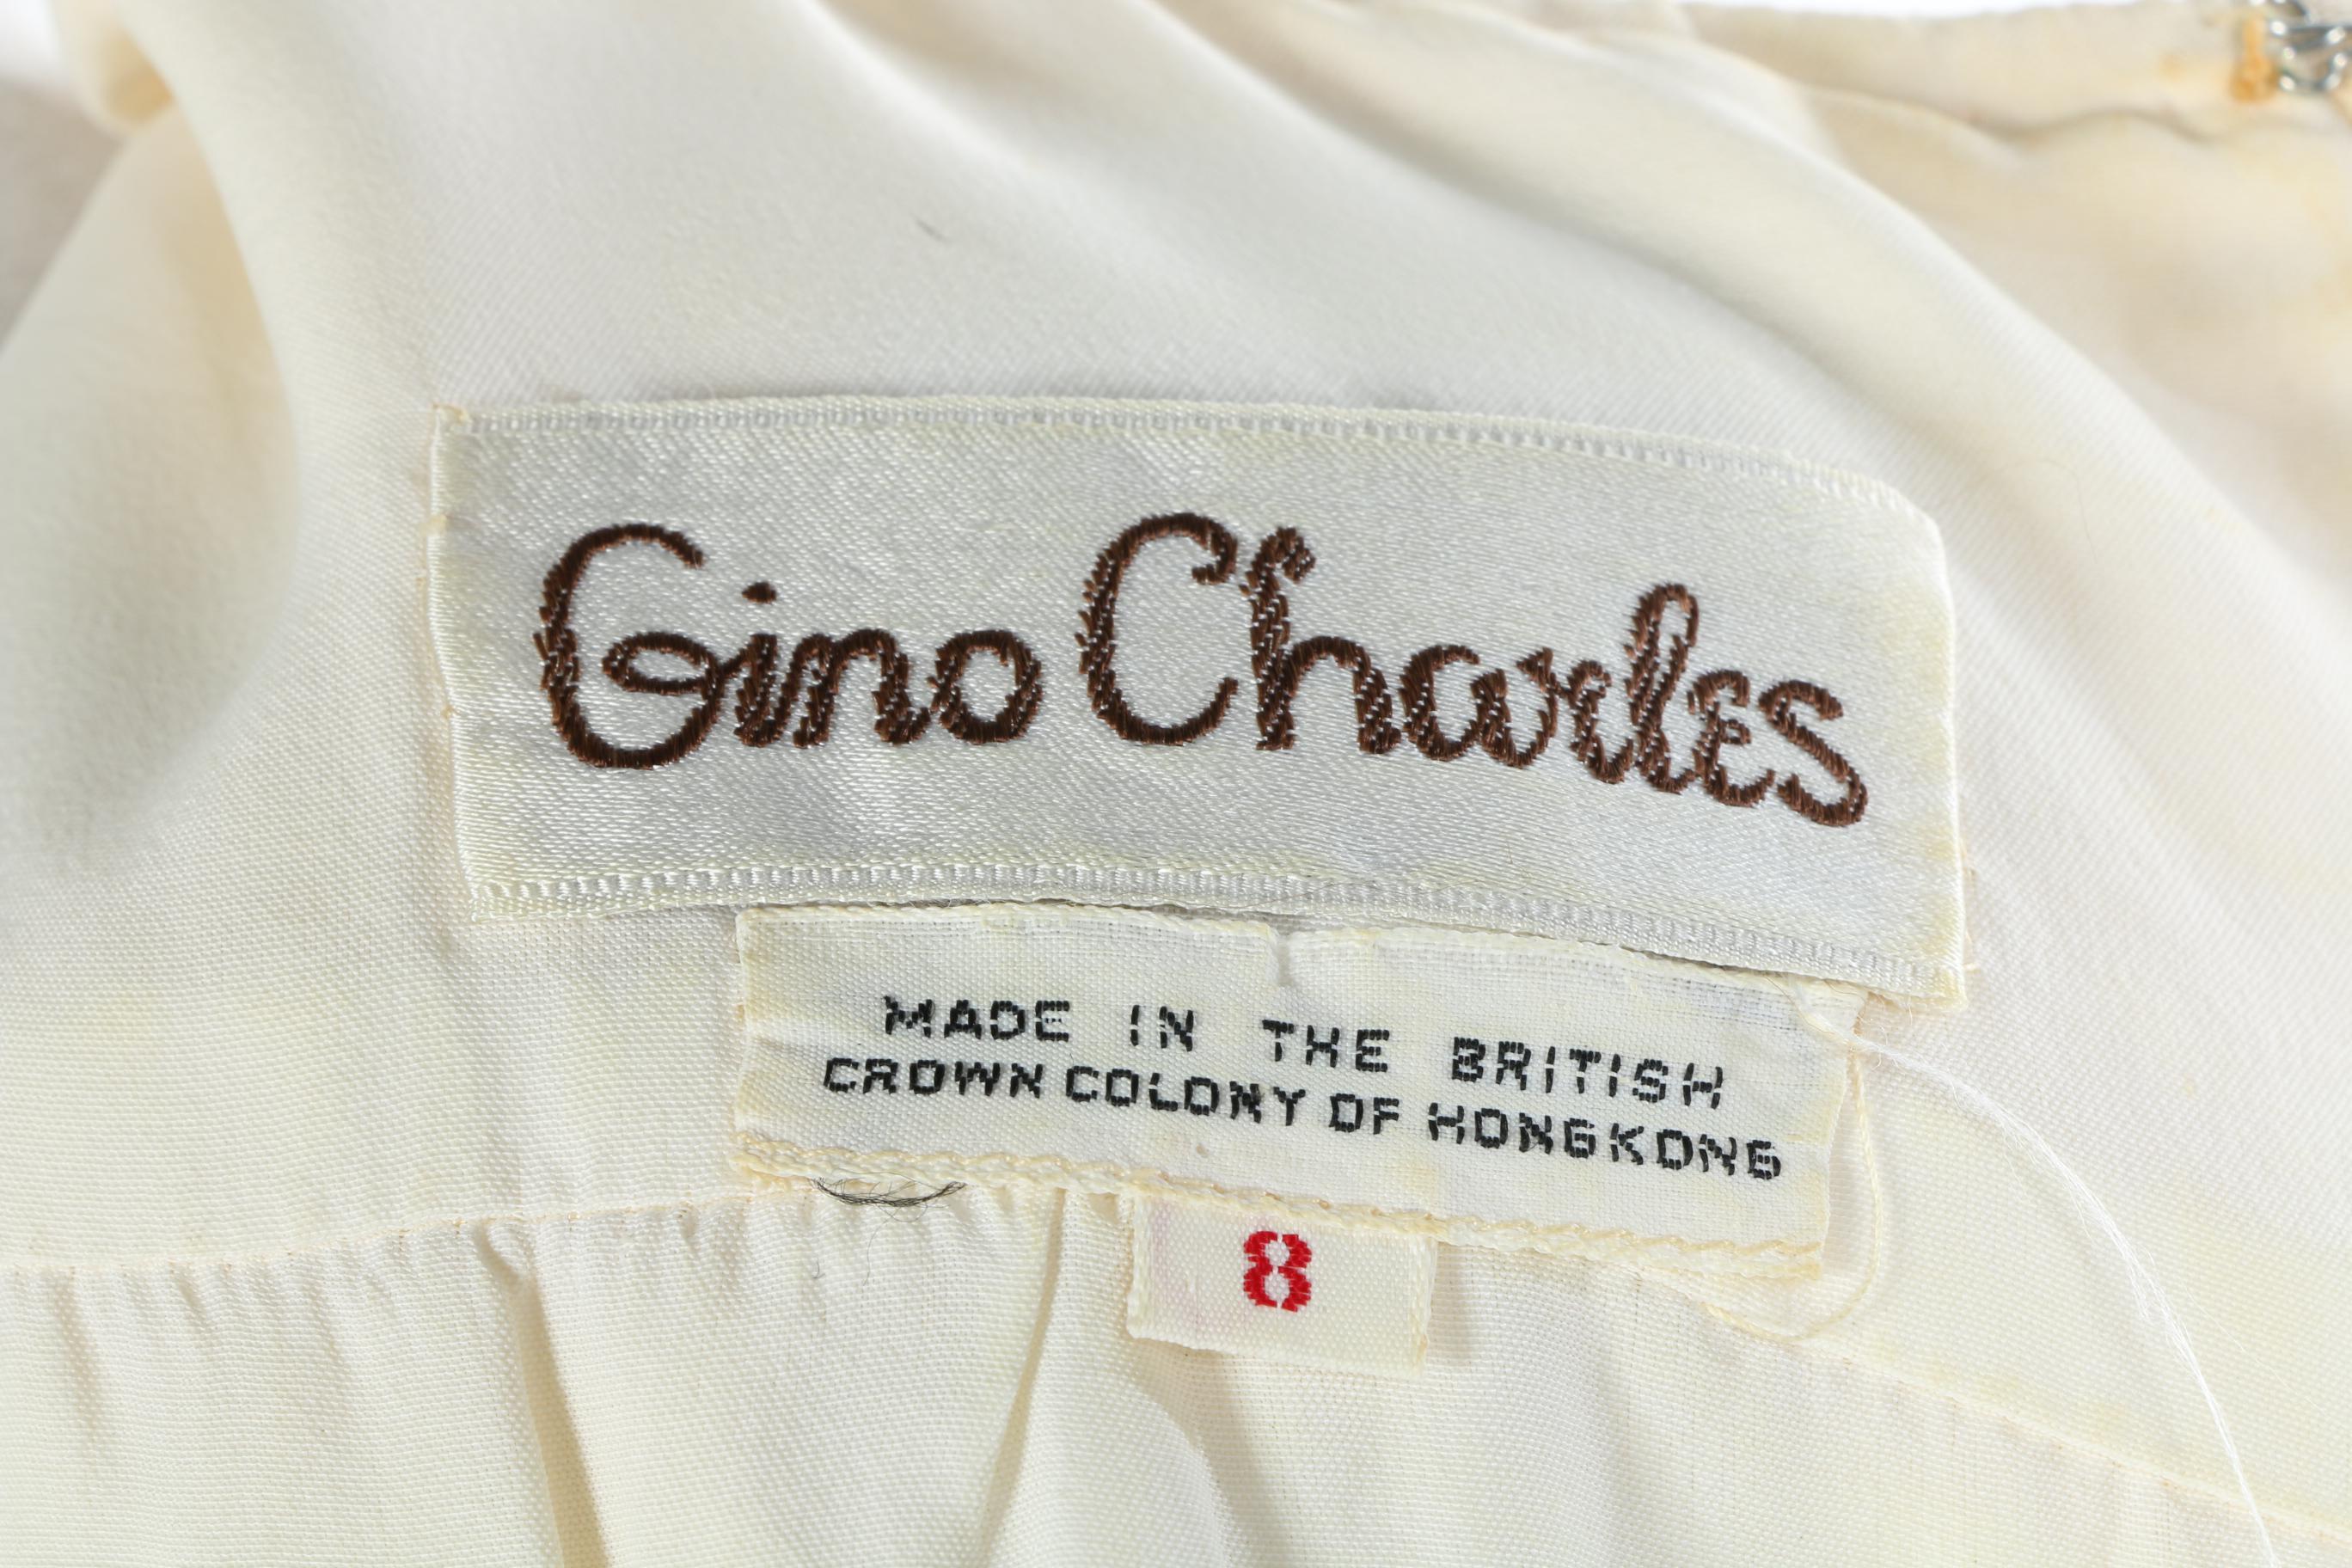 Gino Charles
MADE IN THE BRITISH
CROWN COLONY OF HONGKONG
8